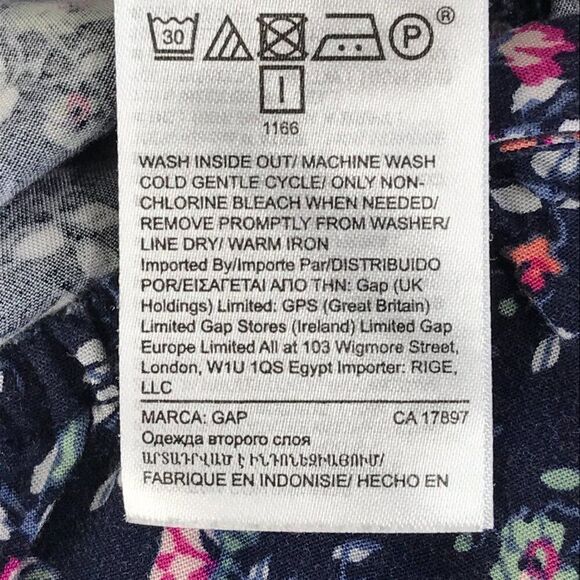 30 P ®
1166
WASH INSIDE OUT/ MACHINE WASH
COLD GENTLE CYCLE/ ONLY NON-
CHLORINE BLEACH WHEN NEEDED/
REMOVE PROMPTLY FROM WASHER/
LINE DRY/ WARM IRON
Imported By/Importe Par/DISTRIBUIDO
POR/ΕΙΣΑΓΕΤΑΙ ΑΠΟ ΤΗΝ: Gap (UK
Holdings) Limited: GPS (Great Britain)
Limited Gap Stores (Ireland) Limited Gap
Europe Limited All at 103 Wigmore Street,
London, W1U 1QS Egypt Importer: RIGE,
LLC
MARCA: GAP CA 17897
Одежда второго слоя
ԱՐՏԱԴՐՎԱԾ Է ԻՆԴՈՆԵԶԻԱՅՈՒՄ/
FABRIQUE EN INDONISIE/ HECHO EN